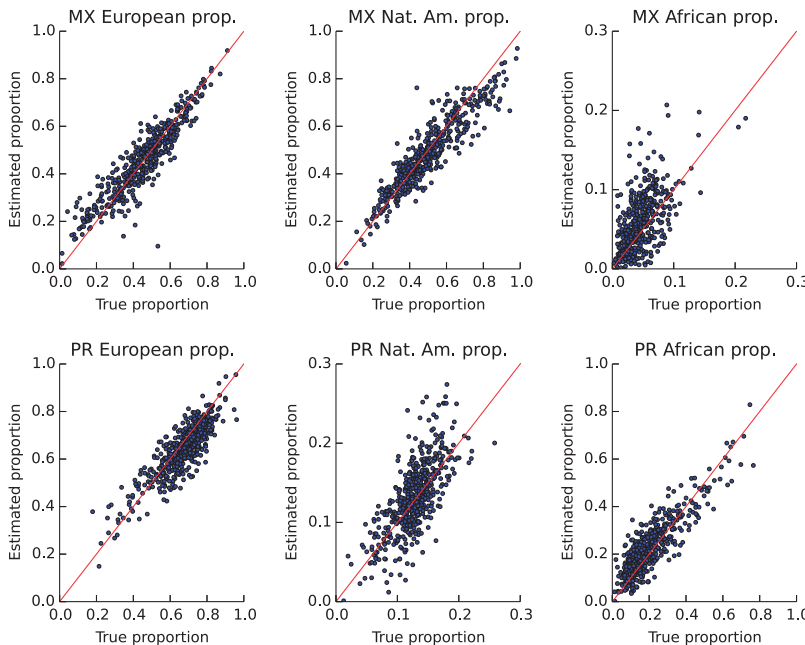 MX European prop. MX Nat. Am. prop. MX African prop.
1.0 1.0 0.3
0.8 0.8
0.6 0.6 0.2
0.4 0.4 0.1
0.2 0.2
0.0 0.0 0.0
Estimated proportion Estimated proportion Estimated proportion
0.0 0.2 0.4 0.6 0.8 1.0 0.0 0.2 0.4 0.6 0.8 1.0 0.0 0.1 0.2 0.3
True proportion True proportion True proportion
PR European prop. PR Nat. Am. prop. PR African prop.
1.0 0.3 1.0
0.8 0.8
0.6 0.2 0.6
0.4 0.1 0.4
0.2 0.2
0.0 0.0 0.0
Estimated proportion Estimated proportion Estimated proportion
0.0 0.2 0.4 0.6 0.8 1.0 0.0 0.1 0.2 0.3 0.0 0.2 0.4 0.6 0.8 1.0
True proportion True proportion True proportion